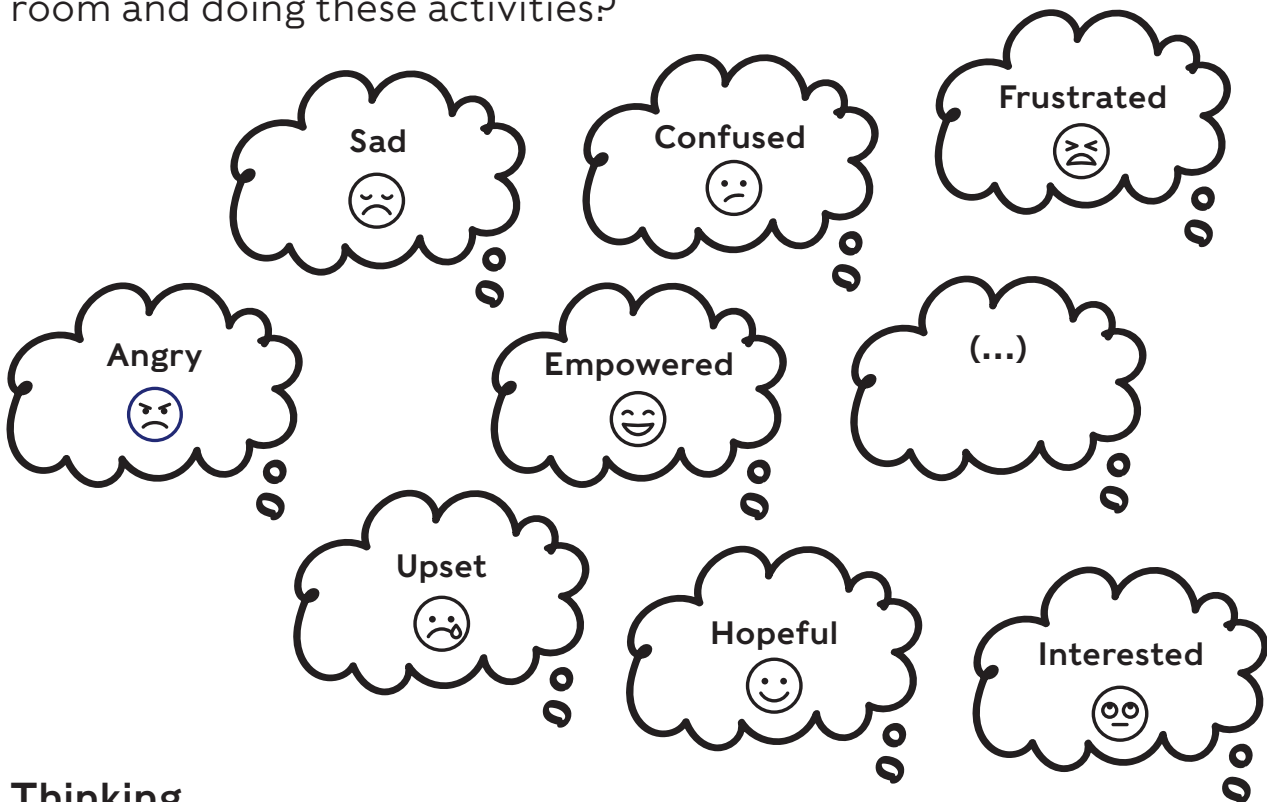 room and doing these activities?
Frustrated
Sad
Confused
Angry
Empowered
(...)
Upset
Hopeful
Interested
Thinking